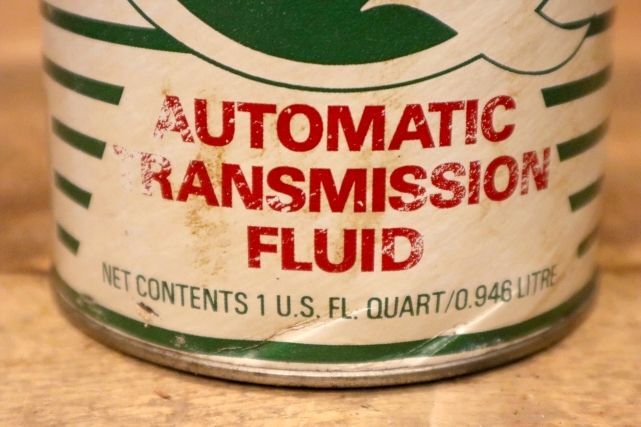 AUTOMATIC
TRANSMISSION
FLUID
NET CONTENTS 1 U.S. FL. QUART/0.946 LITRE